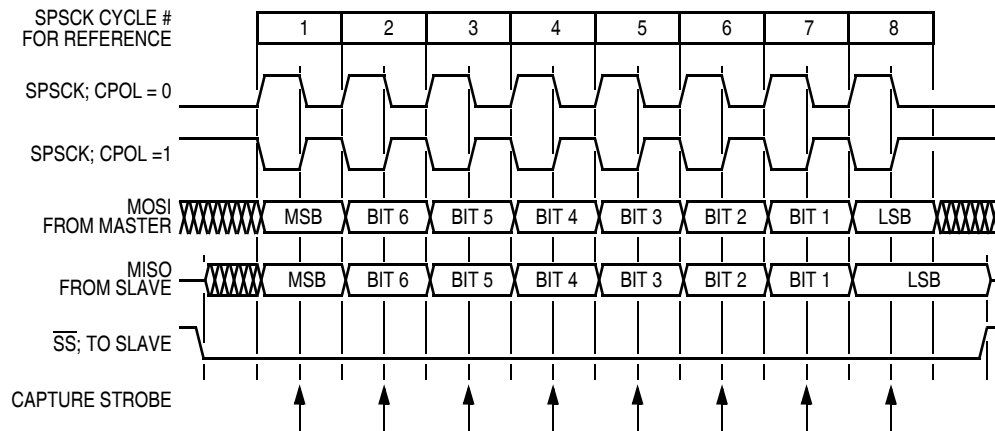 SPSCK CYCLE #
FOR REFERENCE
1 2 3 4 5 6 7 8
SPSCK; CPOL = 0
SPSCK; CPOL =1
MOSI
FROM MASTER
MSB BIT 6 BIT 5 BIT 4 BIT 3 BIT 2 BIT 1 LSB
MISO
FROM SLAVE
MSB BIT 6 BIT 5 BIT 4 BIT 3 BIT 2 BIT 1 LSB
SS; TO SLAVE
CAPTURE STROBE